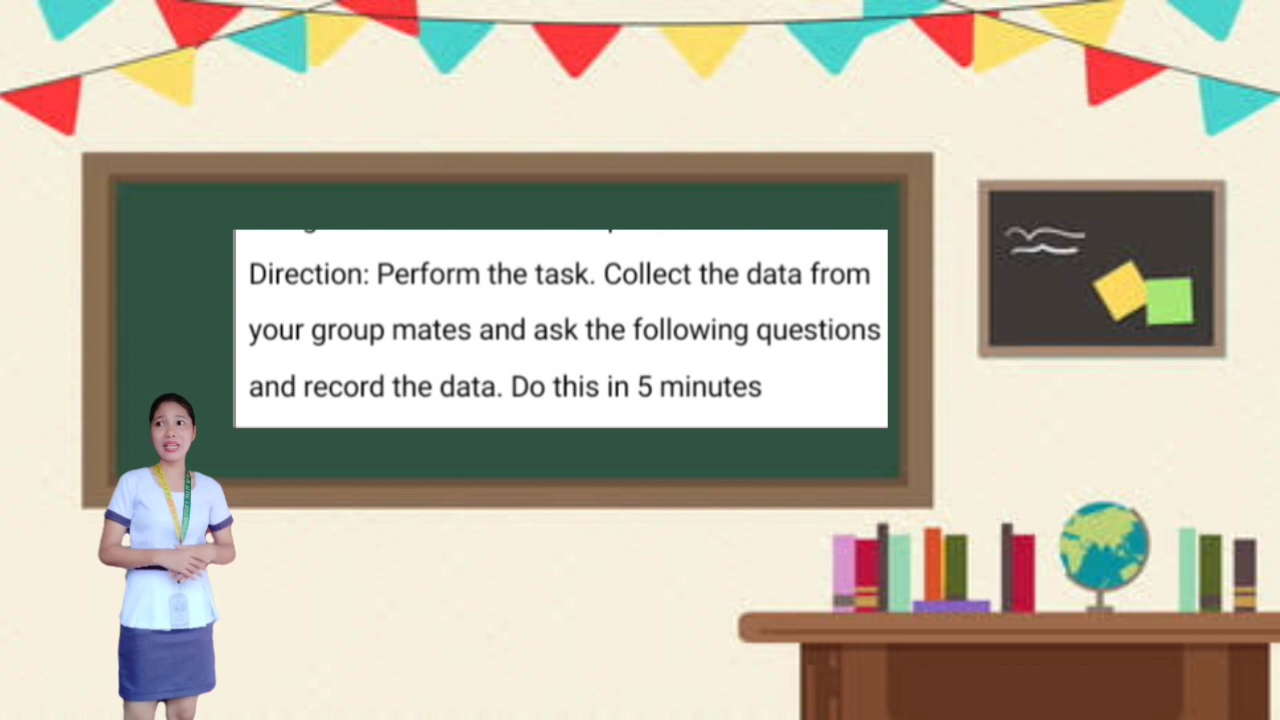 Direction: Perform the task. Collect the data from
your group mates and ask the following questions
and record the data. Do this in 5 minutes